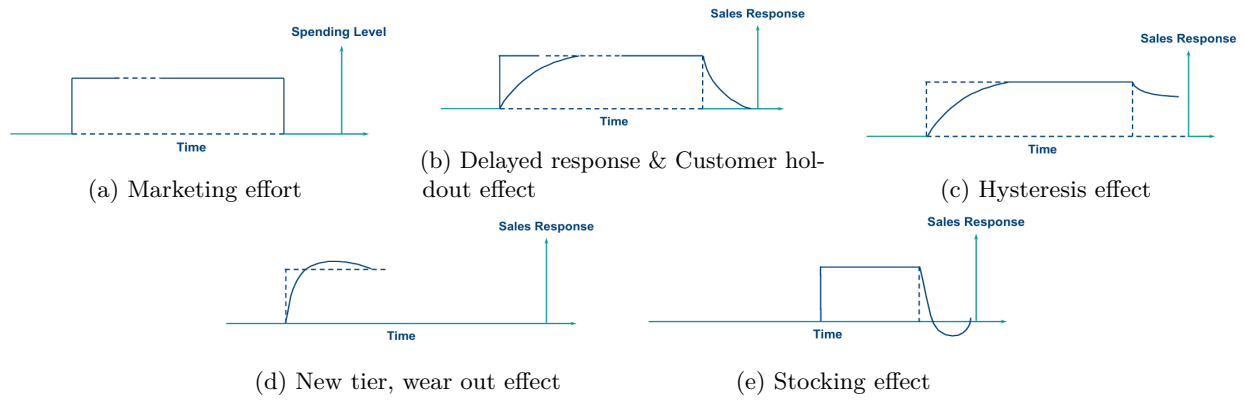 Spending Level
Time
(a) Marketing effort
Sales Response
Time
(b) Delayed response & Customer hol-
dout effect
Sales Response
Time
(c) Hysteresis effect
Sales Response
Time
(d) New tier, wear out effect
Sales Response
Time
(e) Stocking effect